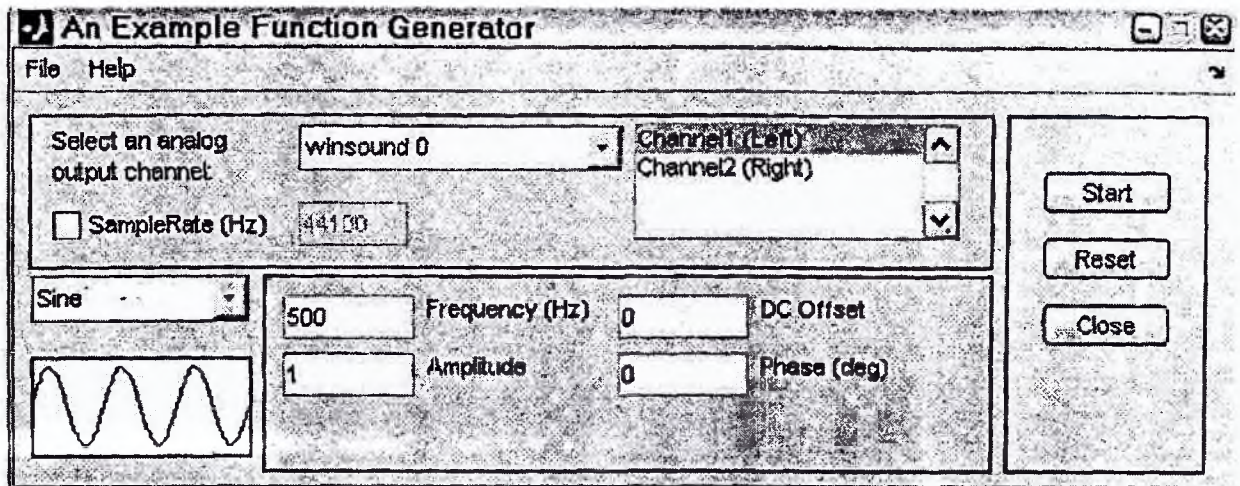 An Example Function Generator
File Help
Select an analog
output channel:
winsound 0
Channel1 (Left)
Channel2 (Right)
SampleRate (Hz)
44100
Start
Reset
Close
Sine
500
Frequency (Hz)
0
DC Offset
1
Amplitude
0
Phase (deg)